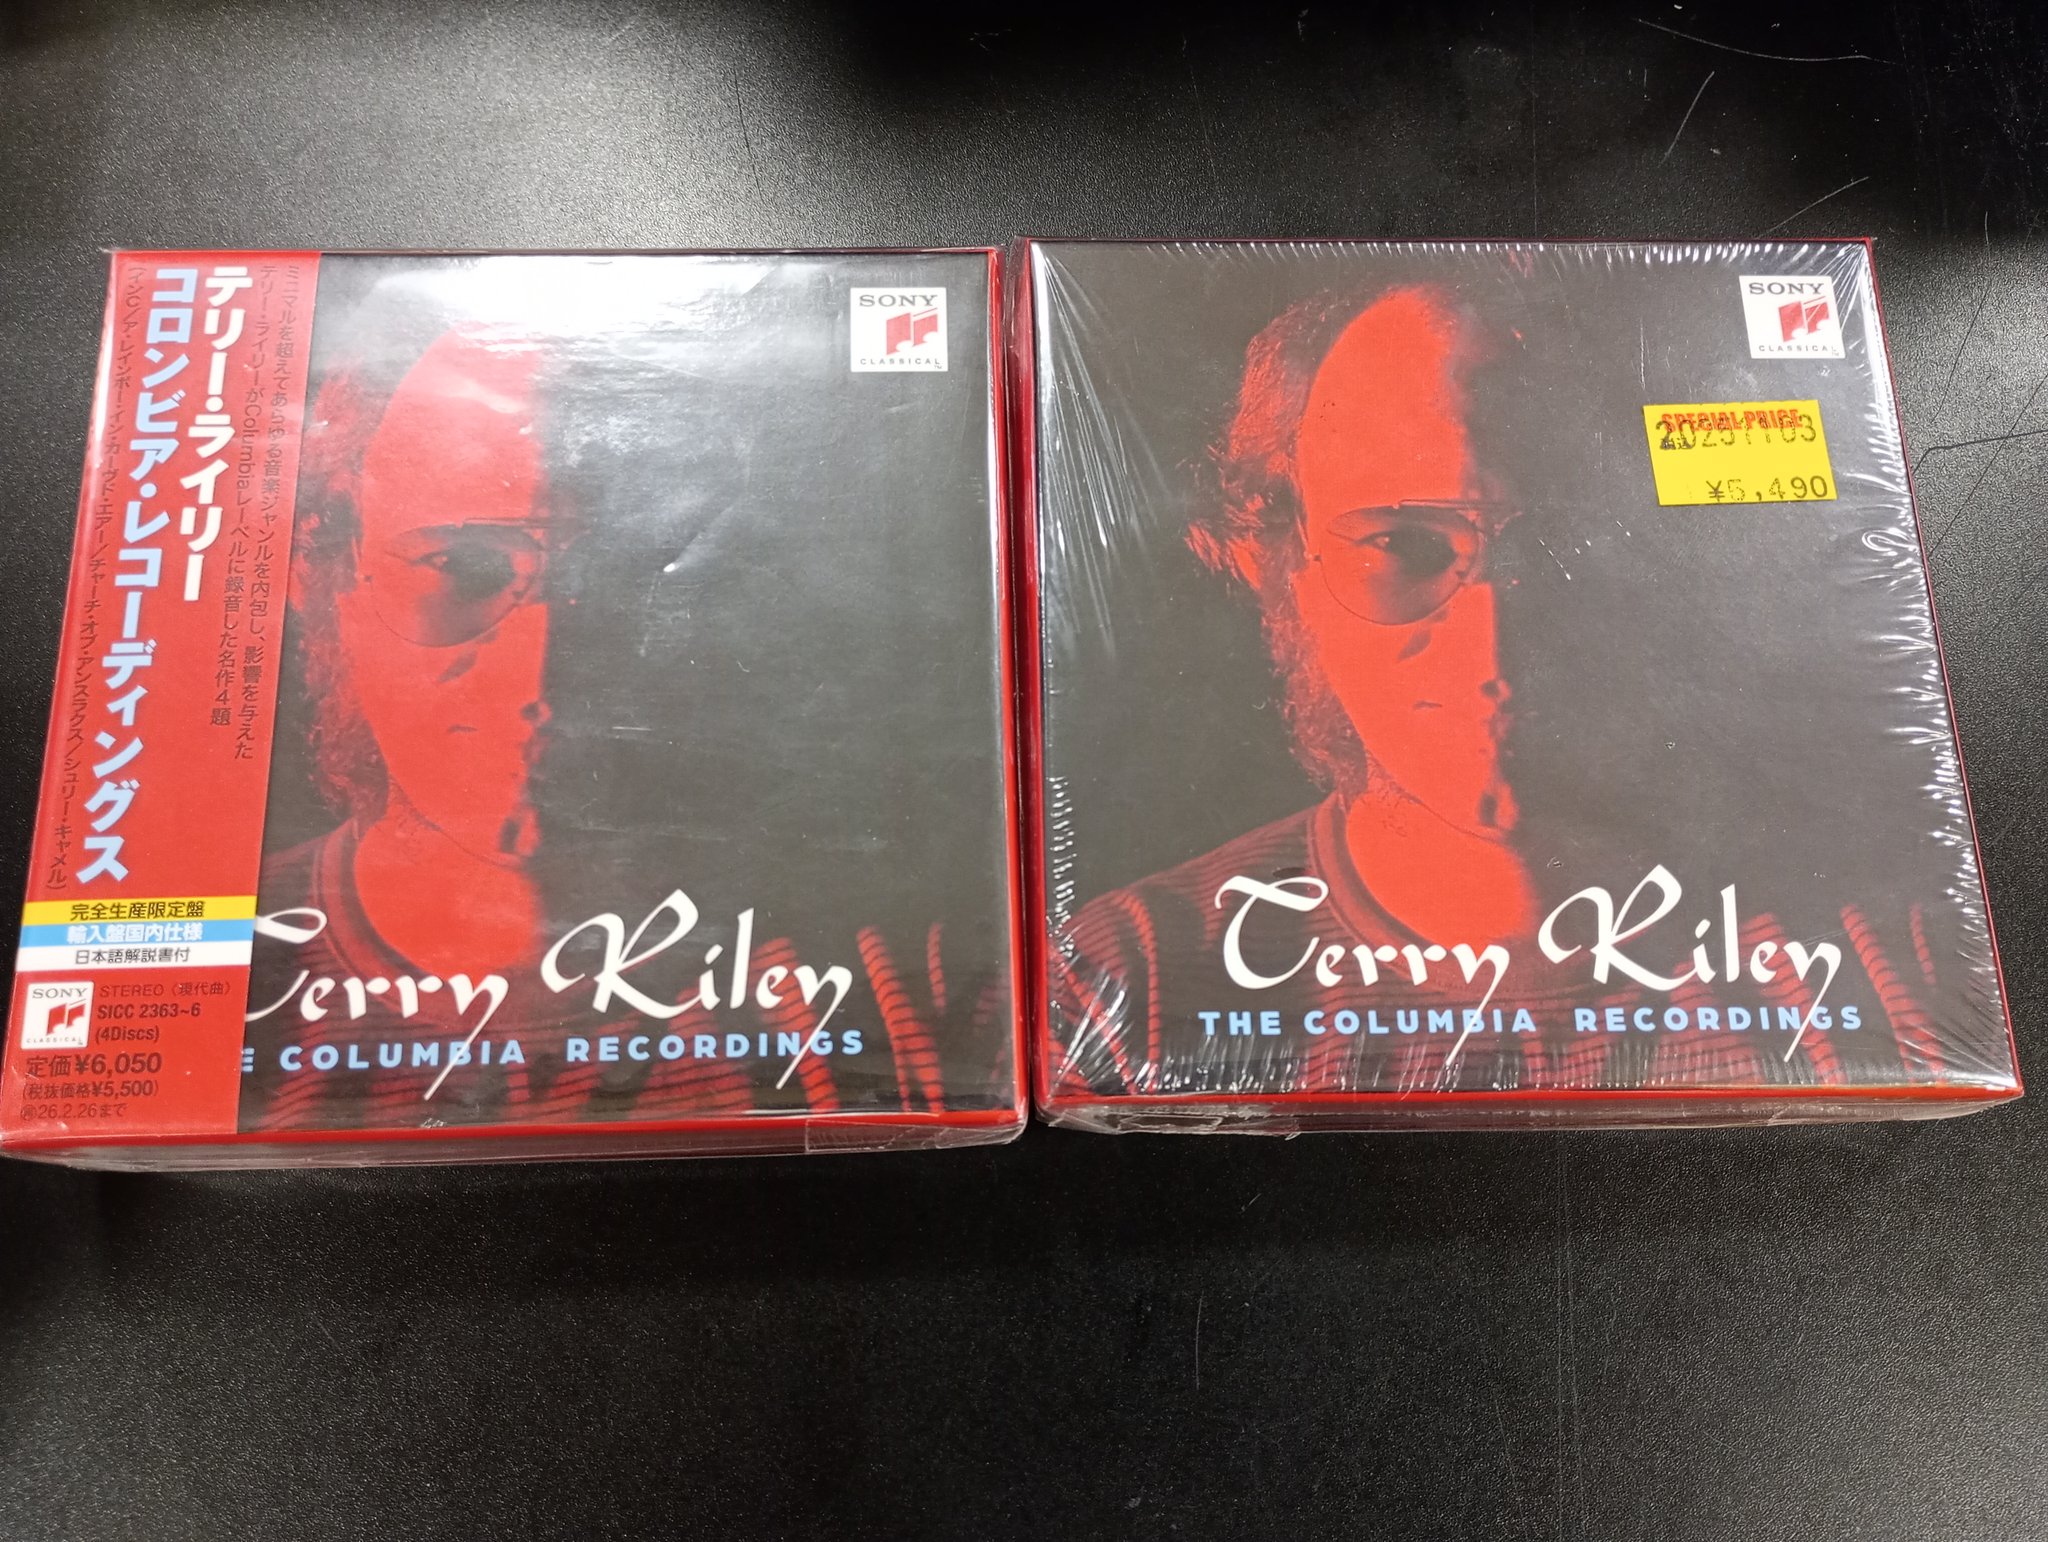 テリー・ライリー
コロンビア・レコーディングス
(インC/ア・レインボー・イン・カーヴド・エアー/チャーチ・オブ・アンスラクス/シュリー・キャメル)
ミニマルを超えてあらゆる音楽ジャンルを内包し、影響を与えた
テリー・ライリーがColumbiaレーベルに録音した名作4題
完全生産限定盤
輸入盤国内仕様
日本語解説書付
SONY
CLASSICAL
STEREO〈現代曲〉
SICC 2363~6
(4Discs)
定価¥6,050
(税抜価格¥5,500)
26.2.26まで
SONY
CLASSICAL
Terry Riley
E COLUMBIA RECORDINGS
SONY
CLASSICAL
SPECIAL PRICE
税込
¥5,490
Terry Riley
THE COLUMBIA RECORDINGS